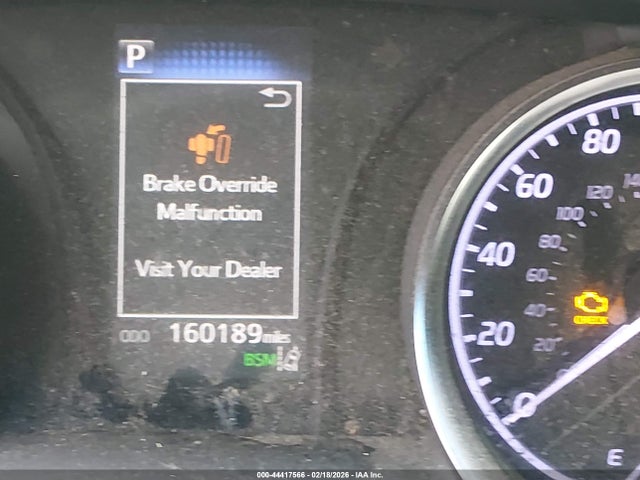 P
Brake Override
Malfunction
Visit Your Dealer
000 160189 miles
BSM
80
60
40
20
0
120
100
80
60
40
20
CHECK
E
000-44417566 - 02/18/2026 - IAA Inc.